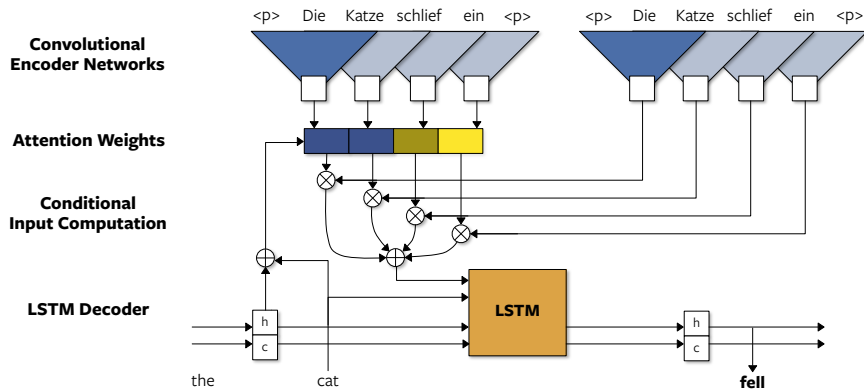 <p> Die Katze schlief ein <p>
<p> Die Katze schlief ein <p>
Convolutional
Encoder Networks
Attention Weights
Conditional
Input Computation
LSTM Decoder
LSTM
h
c
h
c
the
cat
fell